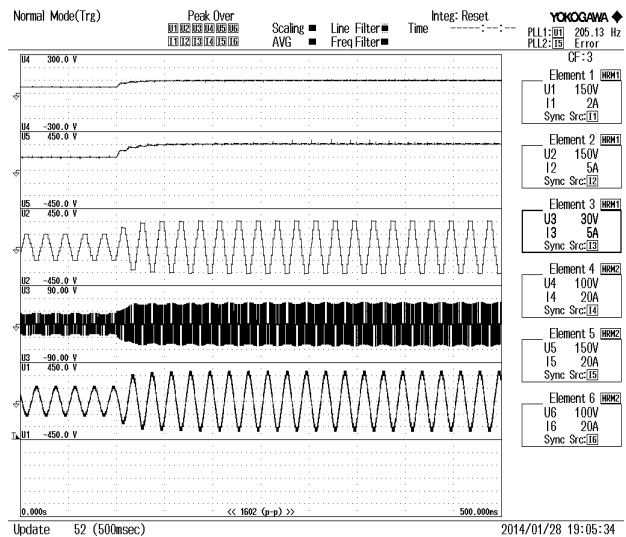 Normal Mode(Trg)
Peak Over
U1 U2 U3 U4 U5 U6
I1 I2 I3 I4 I5 I6
Scaling
AVG
Line Filter
Freq Filter
Integ: Reset
Time ----:--:--
YOKOGAWA
PLL1: U1 205.13 Hz
PLL2: I5 Error
CF:3
Element 1 HRM1
U1 150V
I1 2A
Sync Src: I1
Element 2 HRM1
U2 150V
I2 5A
Sync Src: I2
Element 3 HRM1
U3 30V
I3 5A
Sync Src: I3
Element 4 HRM2
U4 100V
I4 20A
Sync Src: I4
Element 5 HRM2
U5 150V
I5 20A
Sync Src: I5
Element 6 HRM2
U6 100V
I6 20A
Sync Src: I6
U4 300.0 V
U4 -300.0 V
U5 450.0 V
U5 -450.0 V
U2 450.0 V
U2 -450.0 V
U3 90.00 V
U3 -90.00 V
U1 450.0 V
T U1 -450.0 V
0.000s
<< 1602 (p-p) >>
500.000ms
Update 52 (500msec)
2014/01/28 19:05:34